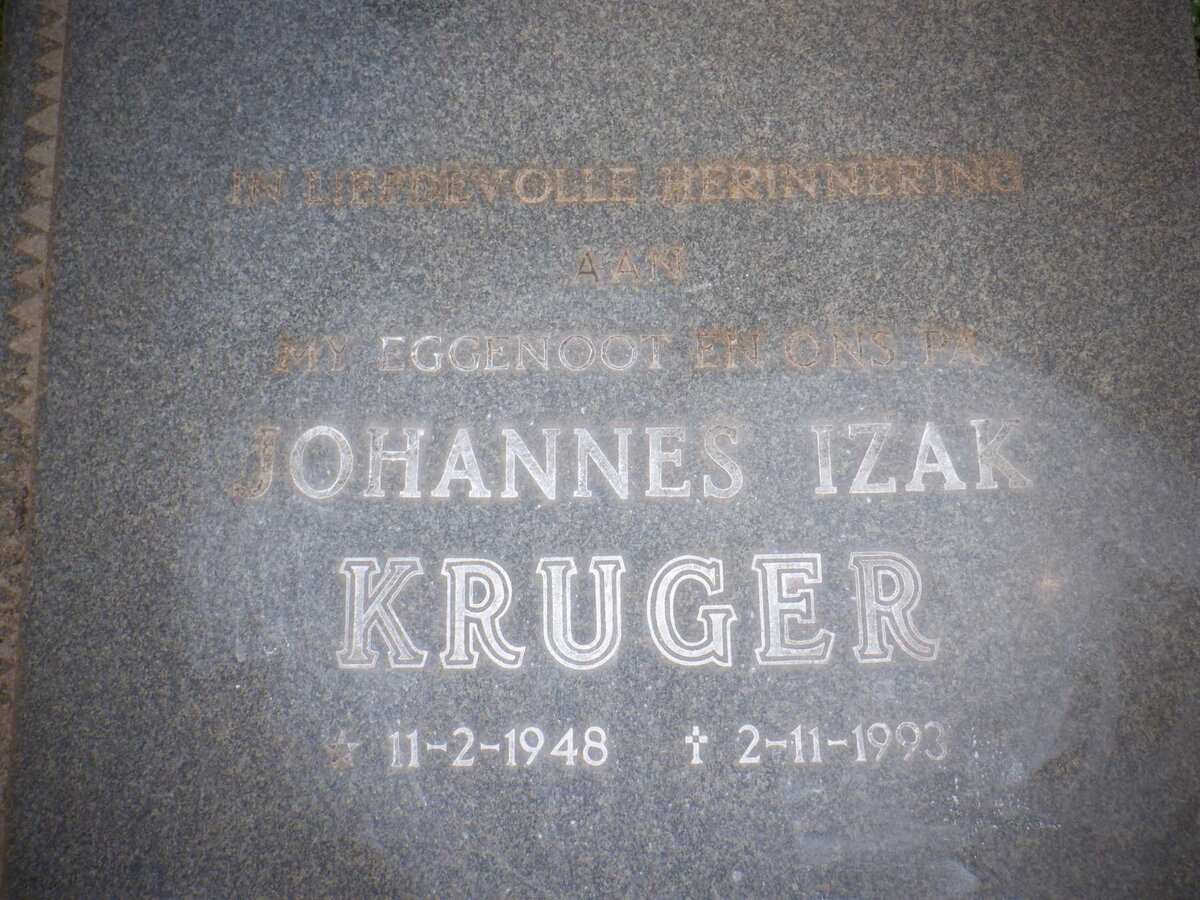 IN LIEFDEVOLLE HERINNERING
AAN
MY EGGENOOT EN ONS PA
JOHANNES IZAK
KRUGER
★ 11-2-1948 ✝ 2-11-1993